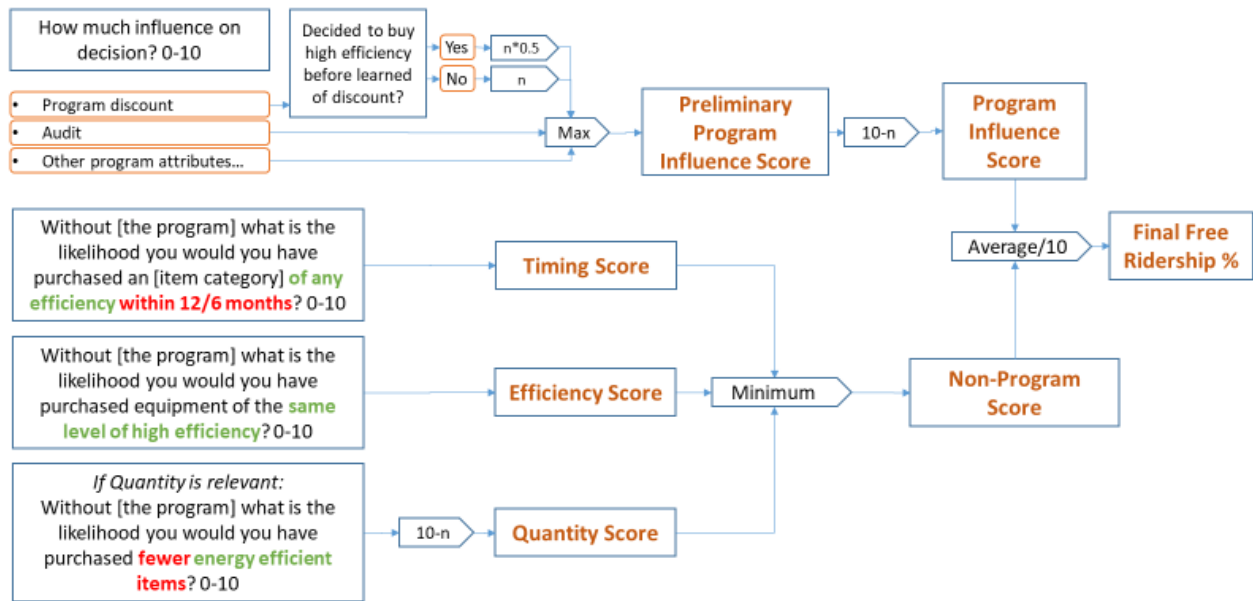 How much influence on
decision? 0-10
Decided to buy
high efficiency
before learned
of discount?
Yes
n*0.5
No
n
• Program discount
• Audit
• Other program attributes...
Max
Preliminary
Program
Influence Score
10-n
Program
Influence
Score
Without [the program] what is the
likelihood you would you have
purchased an [item category] of any
efficiency within 12/6 months? 0-10
Timing Score
Average/10
Final Free
Ridership %
Without [the program] what is the
likelihood you would you have
purchased equipment of the same
level of high efficiency? 0-10
Efficiency Score
Minimum
Non-Program
Score
If Quantity is relevant:
Without [the program] what is the
likelihood you would you have
purchased fewer energy efficient
items? 0-10
10-n
Quantity Score